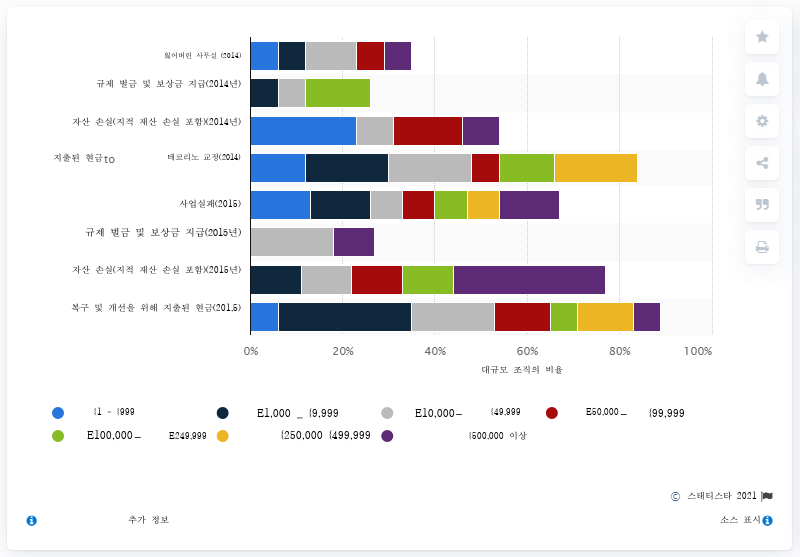 잃어버린 사무실 (2014)
규제 벌금 및 보상금 지급(2014년)
자산 손실(지적 재산 손실 포함)(2014년)
지출된 현금to 테코리노 교정(2014)
사업실패(2015)
규제 벌금 및 보상금 지급(2015년)
자산 손실(지적 재산 손실 포함)(2015년)
복구 및 개선을 위해 지출된 현금(201.5)
0% 20% 40% 60% 80% 100%
대규모 조직의 비율
{1 - {999 E1,000 _ {9,999 E10,000— {49,999 E50,000— {99,999
E100,000— E249,999 {250,000 {499,999 {500,000 이상
© 스태티스타 2021
추가 정보 소스 표시